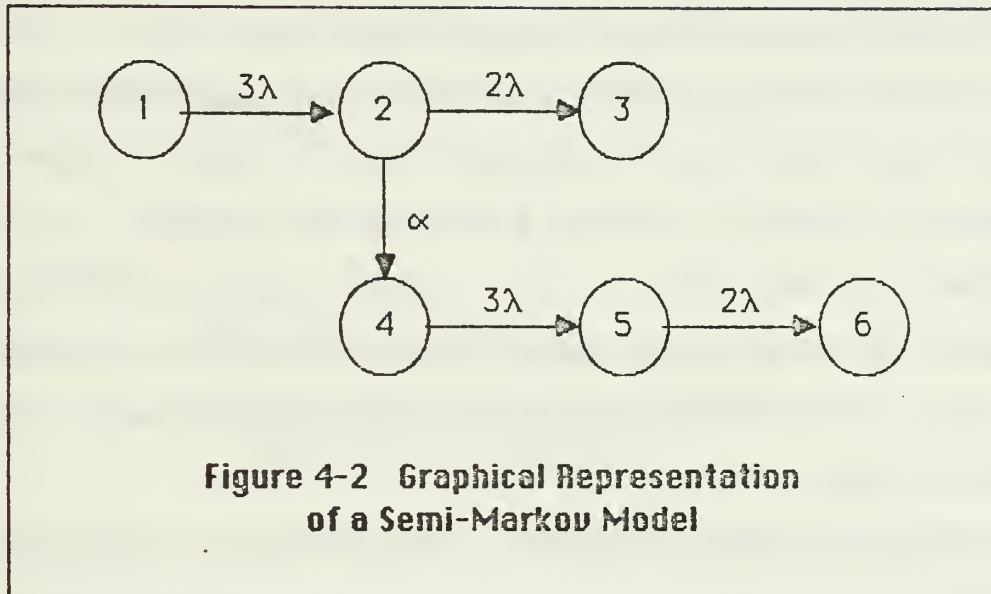 3λ 2λ
1 2 3
∝
3λ 2λ
4 5 6
Figure 4-2 Graphical Representation
of a Semi-Markov Model